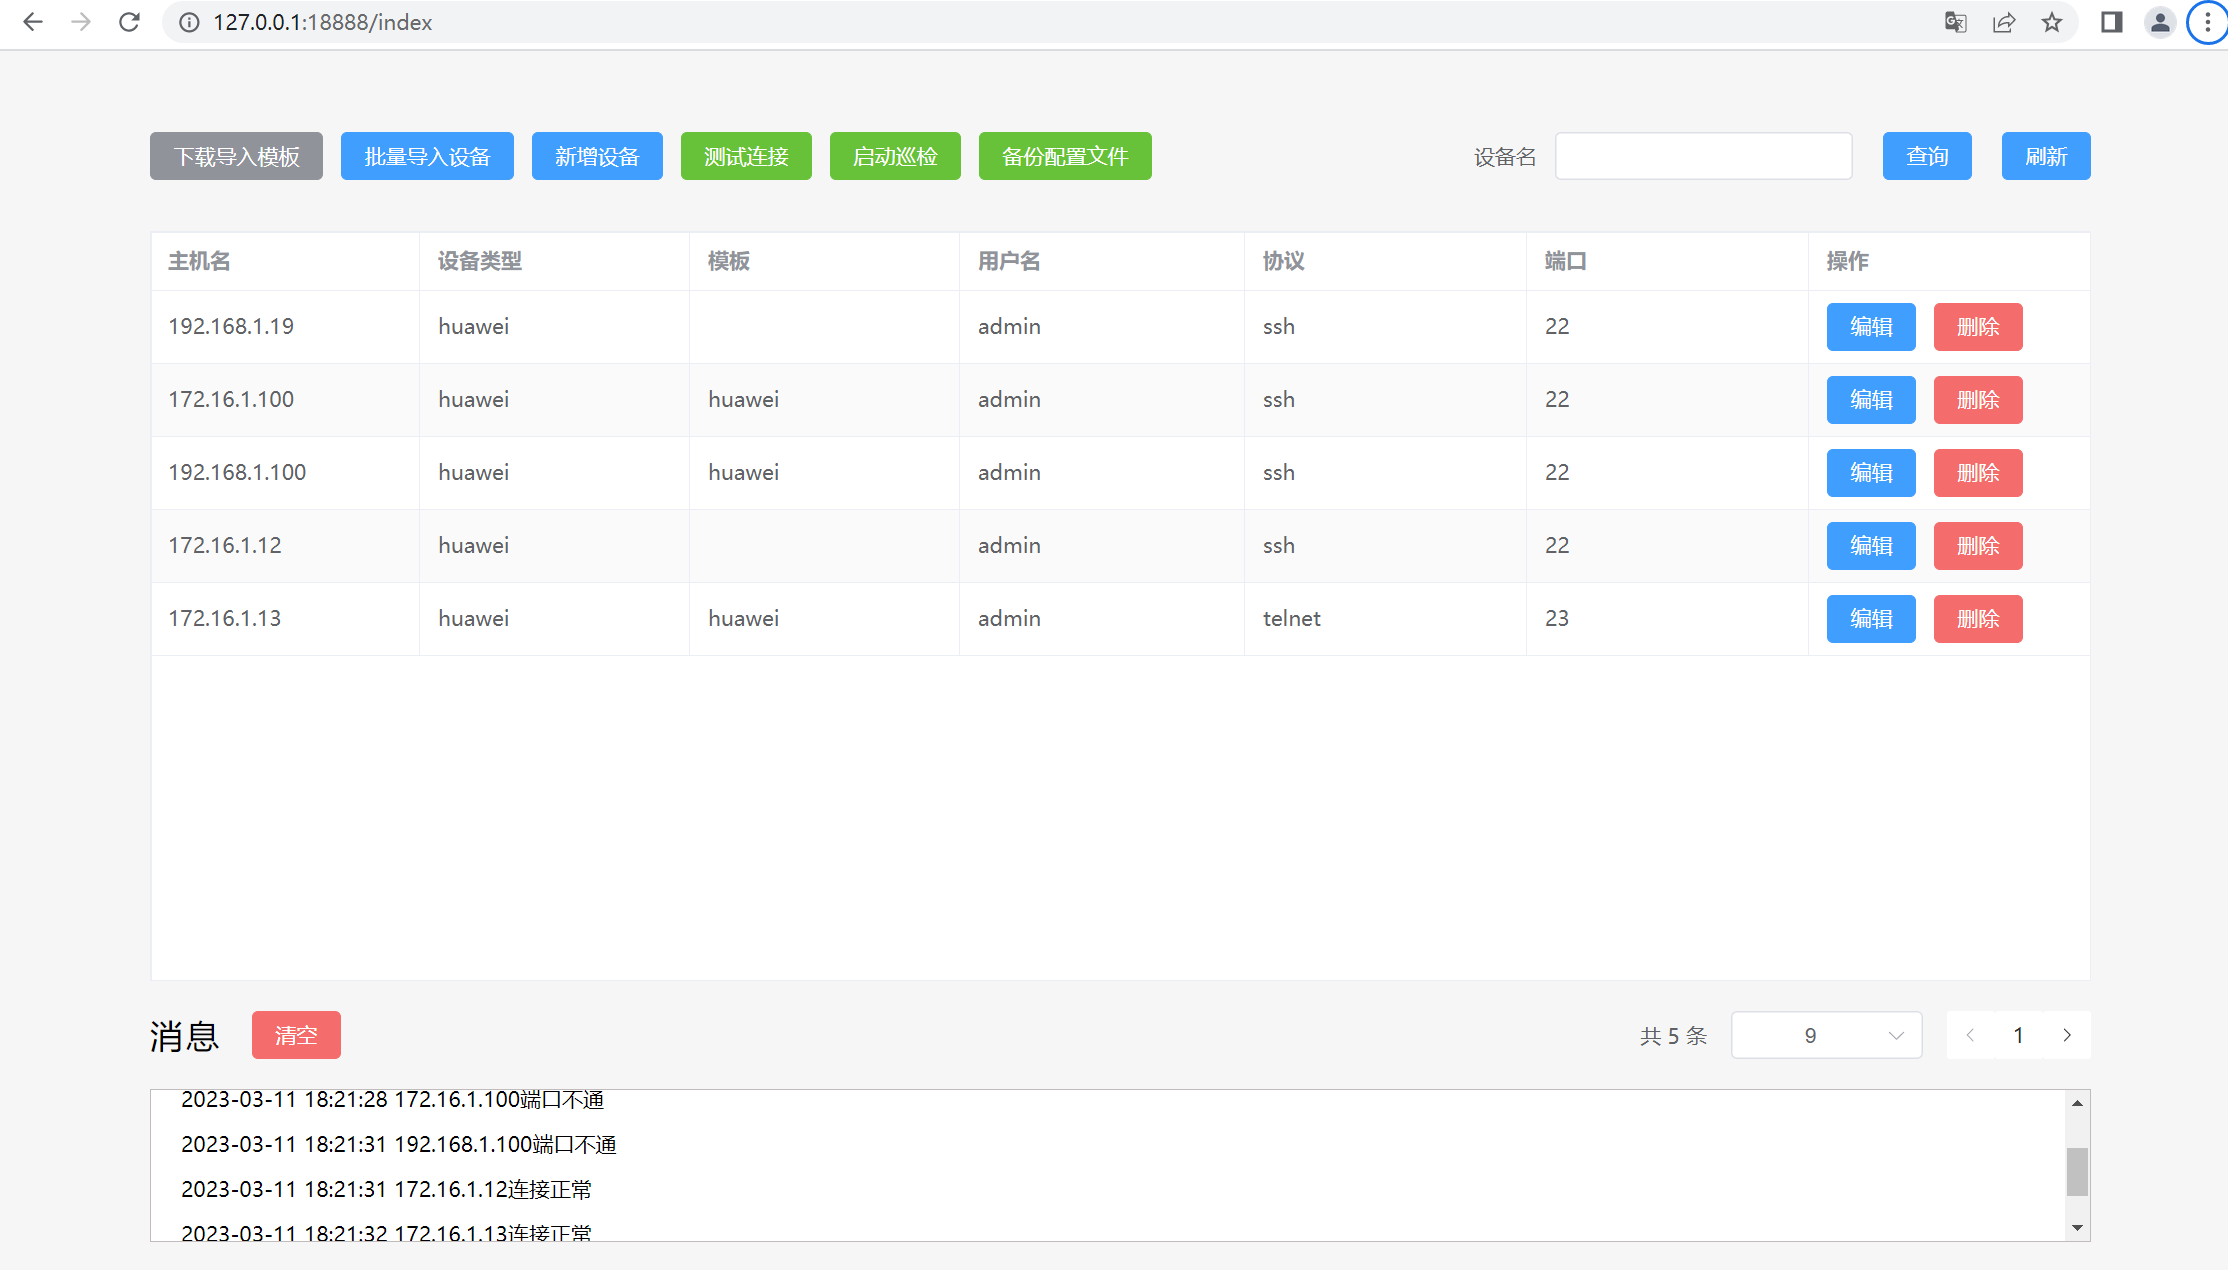 127.0.0.1:18888/index
下载导入模板 批量导入设备 新增设备 测试连接 启动巡检 备份配置文件 设备名 查询 刷新
主机名 设备类型 模板 用户名 协议 端口 操作
192.168.1.19 huawei admin ssh 22 编辑 删除
172.16.1.100 huawei huawei admin ssh 22 编辑 删除
192.168.1.100 huawei huawei admin ssh 22 编辑 删除
172.16.1.12 huawei admin ssh 22 编辑 删除
172.16.1.13 huawei huawei admin telnet 23 编辑 删除
消息 清空 共 5 条 9 1
2023-03-11 18:21:28 172.16.1.100端口不通
2023-03-11 18:21:31 192.168.1.100端口不通
2023-03-11 18:21:31 172.16.1.12连接正常
2023-03-11 18:21:32 172.16.1.13连接正常